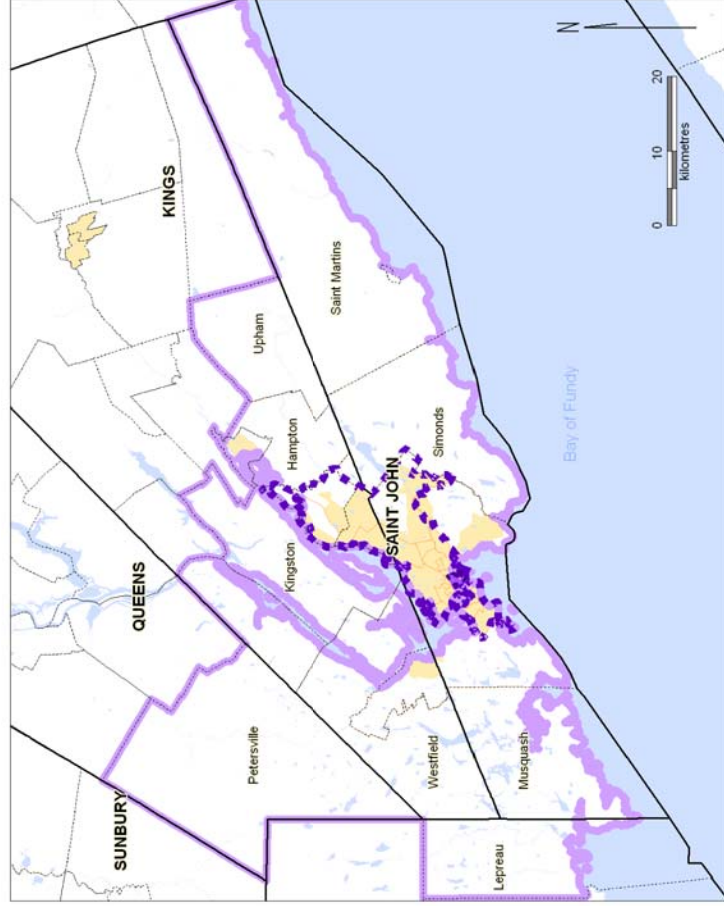 SUNBURY
QUEENS
KINGS
Petersville
Kingston
Hampton
Upham
Westfield
SAINT JOHN
Saint Martins
Lepreau
Musquash
Simonds
Bay of Fundy
N
0 10 20
kilometres